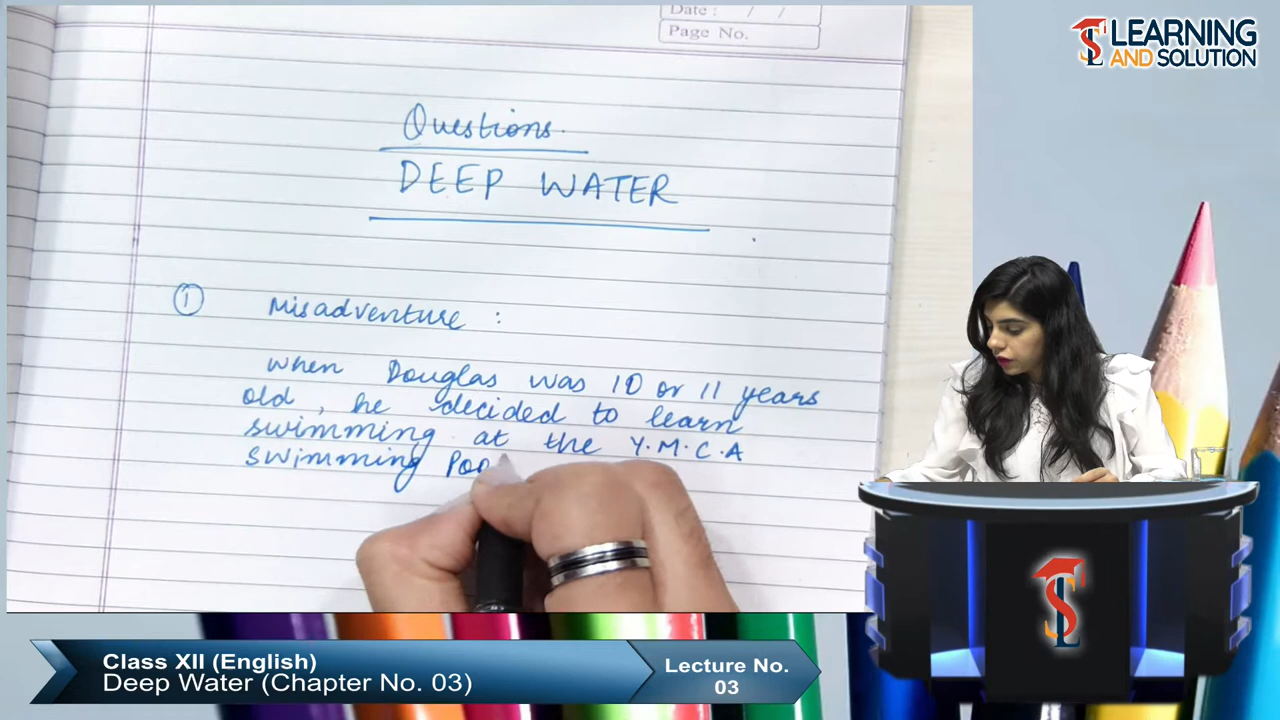 Date : / /
Page No.
LEARNING
AND SOLUTION
Questions.
DEEP WATER
① Misadventure :
When Douglas was 10 or 11 years
old, he decided to learn
swimming at the Y.M.C.A
swimming Poo
Class XII (English)
Deep Water (Chapter No. 03)
Lecture No.
03